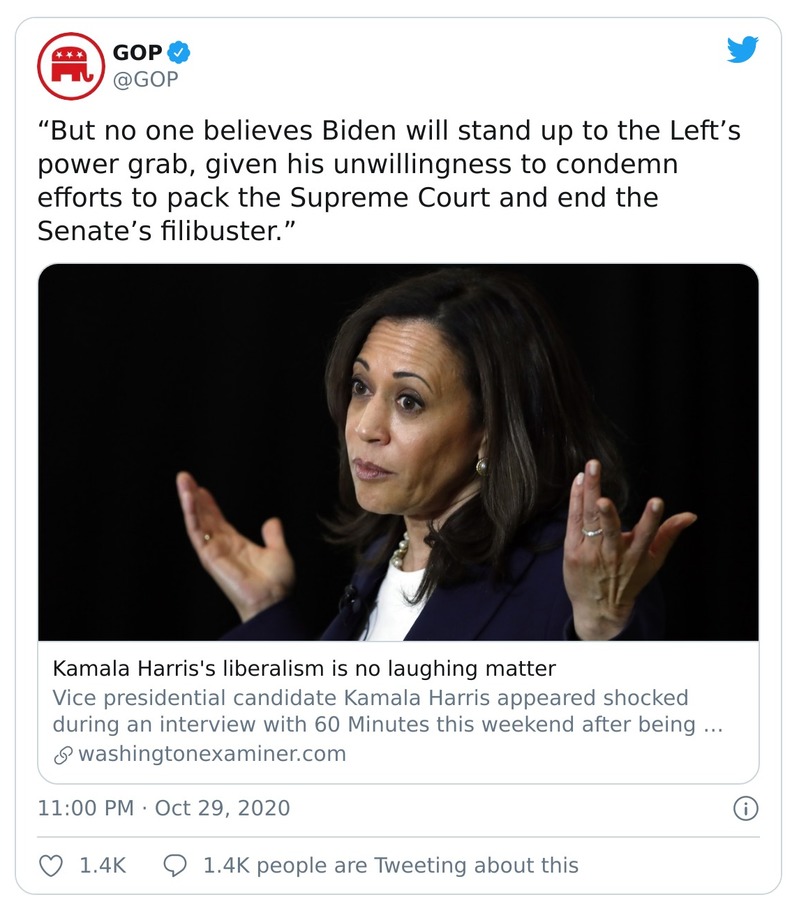 GOP
@GOP
“But no one believes Biden will stand up to the Left’s
power grab, given his unwillingness to condemn
efforts to pack the Supreme Court and end the
Senate’s filibuster.”
Kamala Harris's liberalism is no laughing matter
Vice presidential candidate Kamala Harris appeared shocked
during an interview with 60 Minutes this weekend after being ...
washingtonexaminer.com
11:00 PM · Oct 29, 2020
1.4K 1.4K people are Tweeting about this